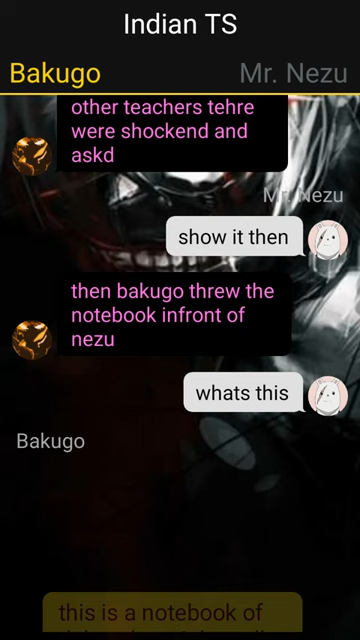 Indian TS
Bakugo
Mr. Nezu
other teachers tehre
were shockend and
askd
Mr. Nezu
show it then
then bakugo threw the
notebook infront of
nezu
whats this
Bakugo
this is a notebook of